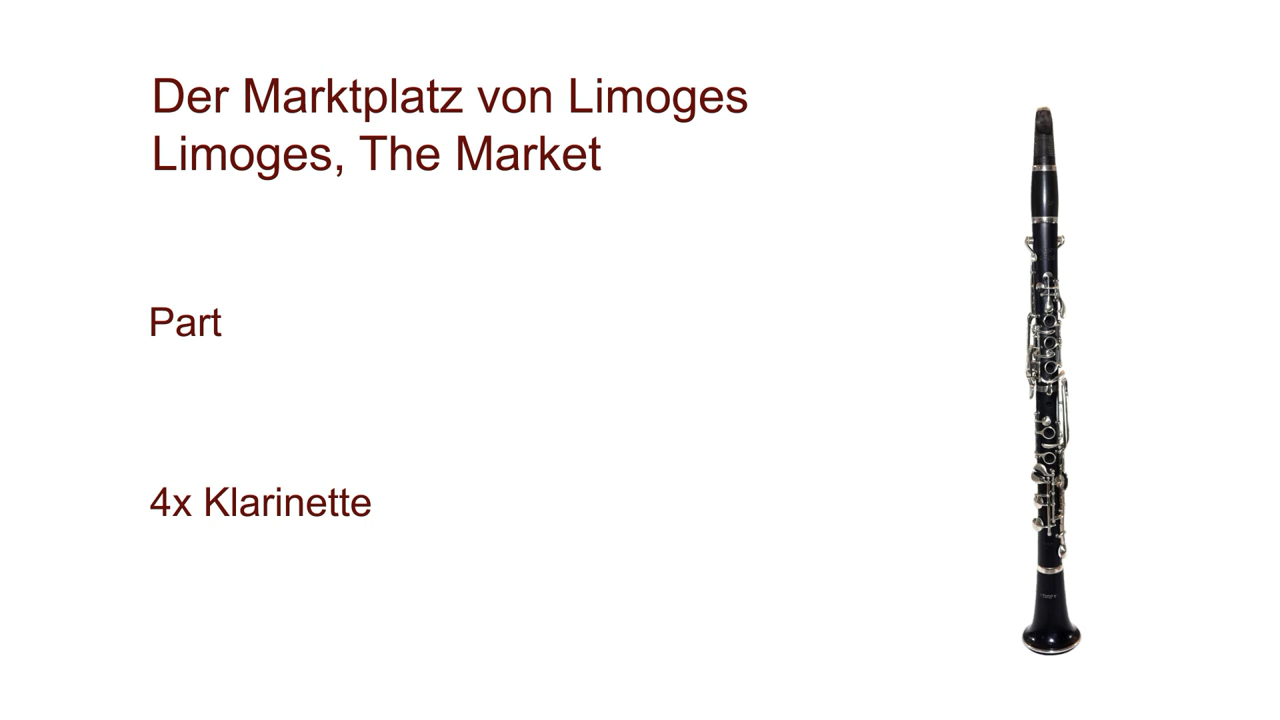 Der Marktplatz von Limoges
Limoges, The Market
Part
4x Klarinette